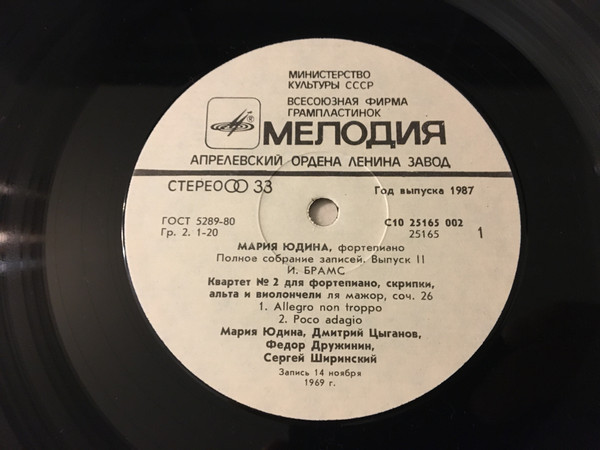 МИНИСТЕРСТВО
КУЛЬТУРЫ СССР
ВСЕСОЮЗНАЯ ФИРМА
ГРАМПЛАСТИНОК
® МЕЛОДИЯ
АПРЕЛЕВСКИЙ ОРДЕНА ЛЕНИНА ЗАВОД
СТЕРЕО 33
Год выпуска 1987
ГОСТ 5289-80
Гр. 2. 1-20
С10 25165 002
25165 1
МАРИЯ ЮДИНА, фортепиано
Полное собрание записей. Выпуск II
И. БРАМС
Квартет № 2 для фортепиано, скрипки,
альта и виолончели ля мажор, соч. 26
1. Allegro non troppo
2. Poco adagio
Мария Юдина, Дмитрий Цыганов,
Федор Дружинин,
Сергей Ширинский
Запись 14 ноября
1969 г.